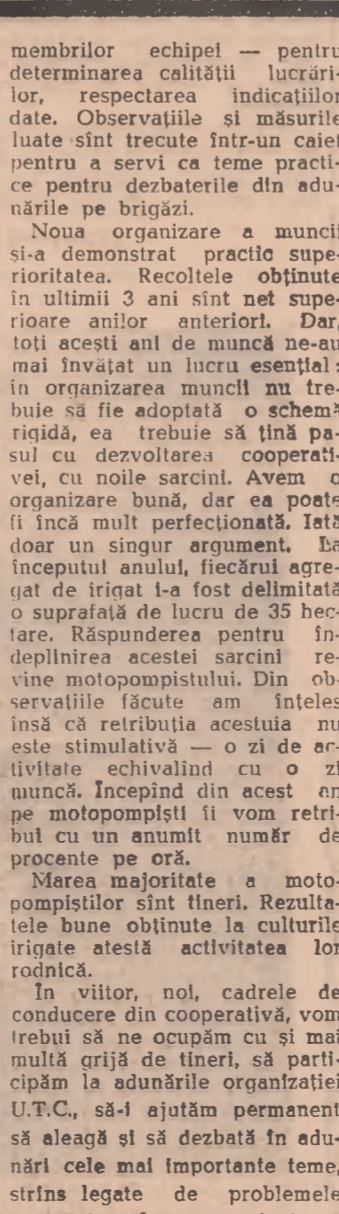 membrilor echipei — pentru
determinarea calității lucrări-
lor, respectarea indicațiilor
date. Observațiile și măsurile
luate sînt trecute într-un caiet
pentru a servi ca teme practi-
ce pentru dezbaterile din adu-
nările pe brigăzi.
Noua organizare a muncii
și-a demonstrat practic supe-
rioritatea. Recoltele obținute
în ultimii 3 ani sînt net supe-
rioare anilor anteriori. Dar,
toți acești ani de muncă ne-au
mai învățat un lucru esențial:
în organizarea muncii nu tre-
buie să fie adoptată o schemă
rigidă, ea trebuie să țină pa-
sul cu dezvoltarea cooperati-
vei, cu noile sarcini. Avem o
organizare bună, dar ea poate
fi încă mult perfecționată. Iată
doar un singur argument. La
începutul anului, fiecărui agre-
gat de irigat i-a fost delimitată
o suprafață de lucru de 35 hec-
tare. Răspunderea pentru în-
deplinirea acestei sarcini re-
vine motopompistului. Din ob-
servațiile făcute am înțeles
însă că retribuția acestuia nu
este stimulativă — o zi de ac-
tivitate echivalînd cu o zi
muncă. Începînd din acest an
pe motopompiști îi vom retri-
bui cu un anumit număr de
procente pe oră.
Marea majoritate a moto-
pompiștilor sînt tineri. Rezulta-
tele bune obținute la culturile
irigate atestă activitatea lor
rodnică.
În viitor, noi, cadrele de
conducere din cooperativă, vom
trebui să ne ocupăm cu și mai
multă grijă de tineri, să parti-
cipăm la adunările organizației
U.T.C., să-i ajutăm permanent
să aleagă și să dezbată în adu-
nări cele mai importante teme,
strîns legate de problemele